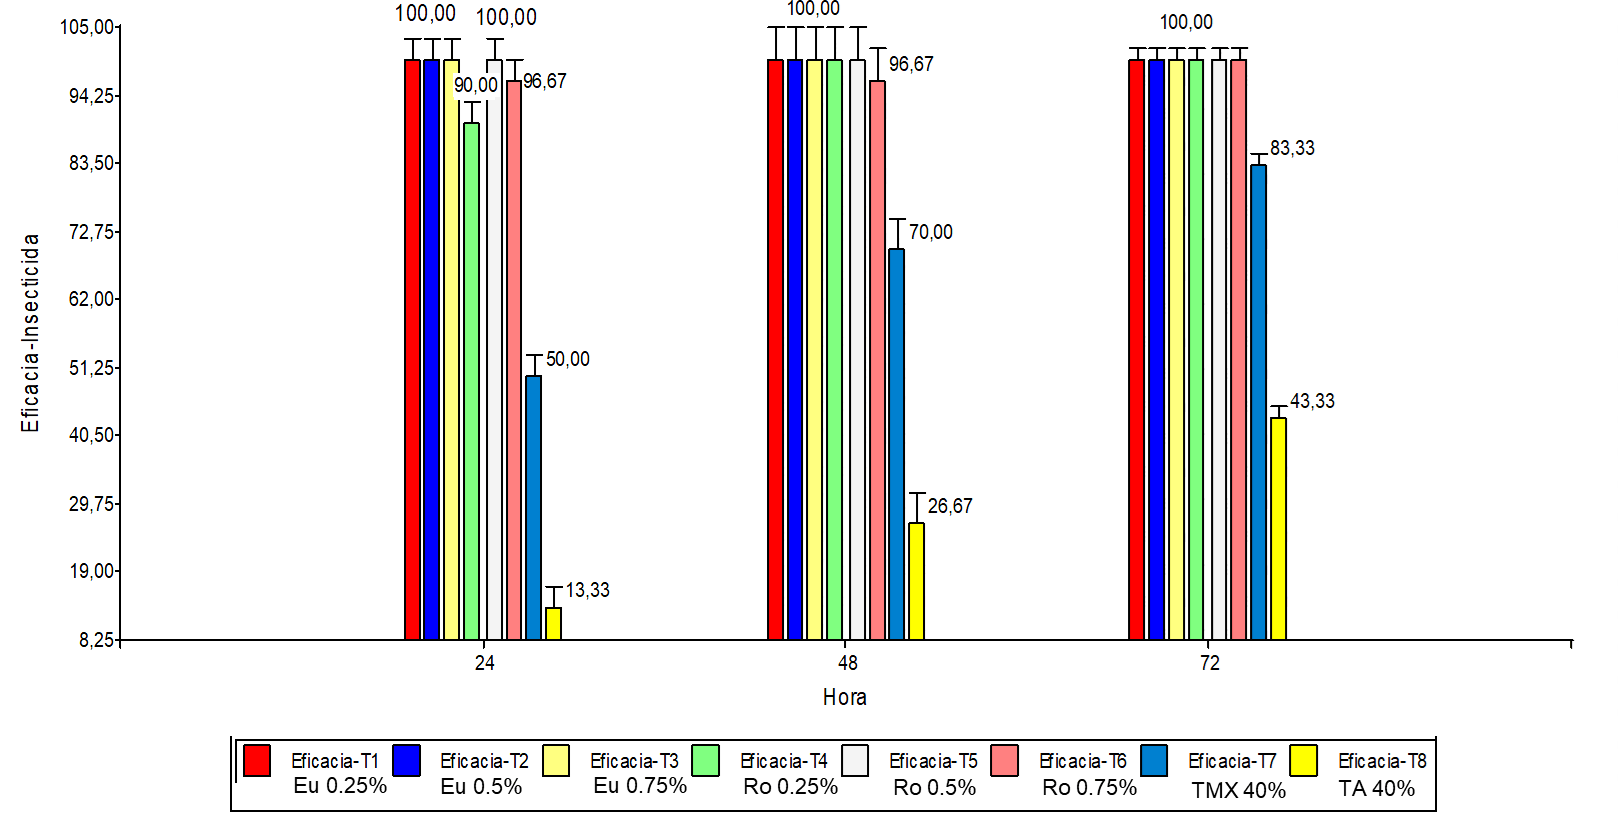 100,00
100,00
100,00
100,00
105,00
94,25
83,50
72,75
62,00
51,25
40,50
29,75
19,00
8,25
Eficacia-Insecticida
90,00
96,67
50,00
13,33
96,67
70,00
26,67
83,33
43,33
24
48
72
Hora
Eficacia-T1
Eu 0.25%
Eficacia-T2
Eu 0.5%
Eficacia-T3
Eu 0.75%
Eficacia-T4
Ro 0.25%
Eficacia-T5
Ro 0.5%
Eficacia-T6
Ro 0.75%
Eficacia-T7
TMX 40%
Eficacia-T8
TA 40%